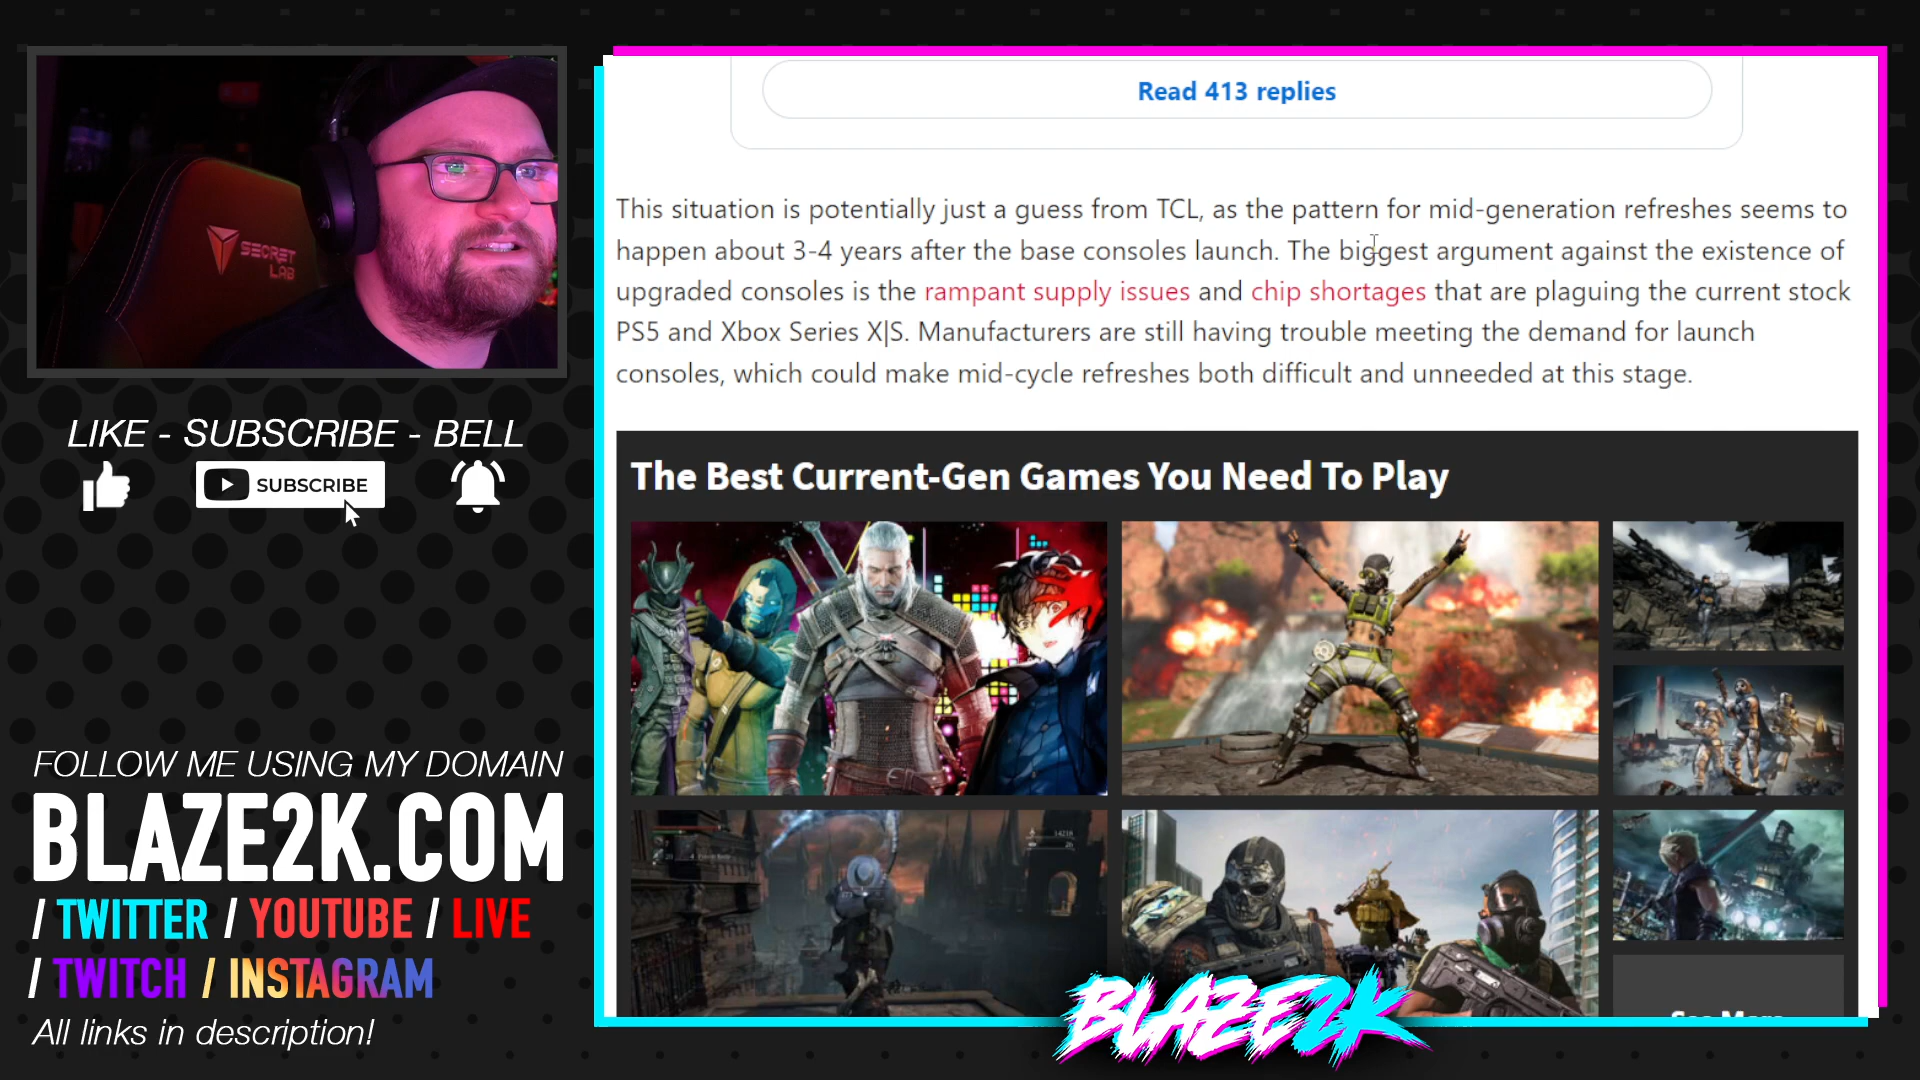 SECRET
LAB
LIKE - SUBSCRIBE - BELL
SUBSCRIBE
FOLLOW ME USING MY DOMAIN
BLAZE2K.COM
/ TWITTER / YOUTUBE / LIVE
/ TWITCH / INSTAGRAM
All links in description!
Read 413 replies
This situation is potentially just a guess from TCL, as the pattern for mid-generation refreshes seems to
happen about 3-4 years after the base consoles launch. The biggest argument against the existence of
upgraded consoles is the rampant supply issues and chip shortages that are plaguing the current stock
PS5 and Xbox Series X|S. Manufacturers are still having trouble meeting the demand for launch
consoles, which could make mid-cycle refreshes both difficult and unneeded at this stage.
The Best Current-Gen Games You Need To Play
See More
BLAZE2K